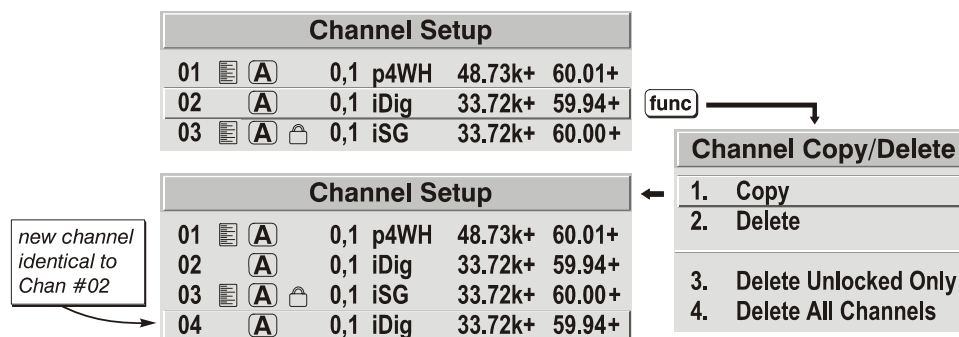 Channel Setup
01 A 0,1 p4WH 48.73k+ 60.01+
02 A 0,1 iDig 33.72k+ 59.94+
03 A 0,1 iSG 33.72k+ 60.00+
func
Channel Copy/Delete
1. Copy
2. Delete
3. Delete Unlocked Only
4. Delete All Channels
Channel Setup
01 A 0,1 p4WH 48.73k+ 60.01+
02 A 0,1 iDig 33.72k+ 59.94+
03 A 0,1 iSG 33.72k+ 60.00+
04 A 0,1 iDig 33.72k+ 59.94+
new channel
identical to
Chan #02